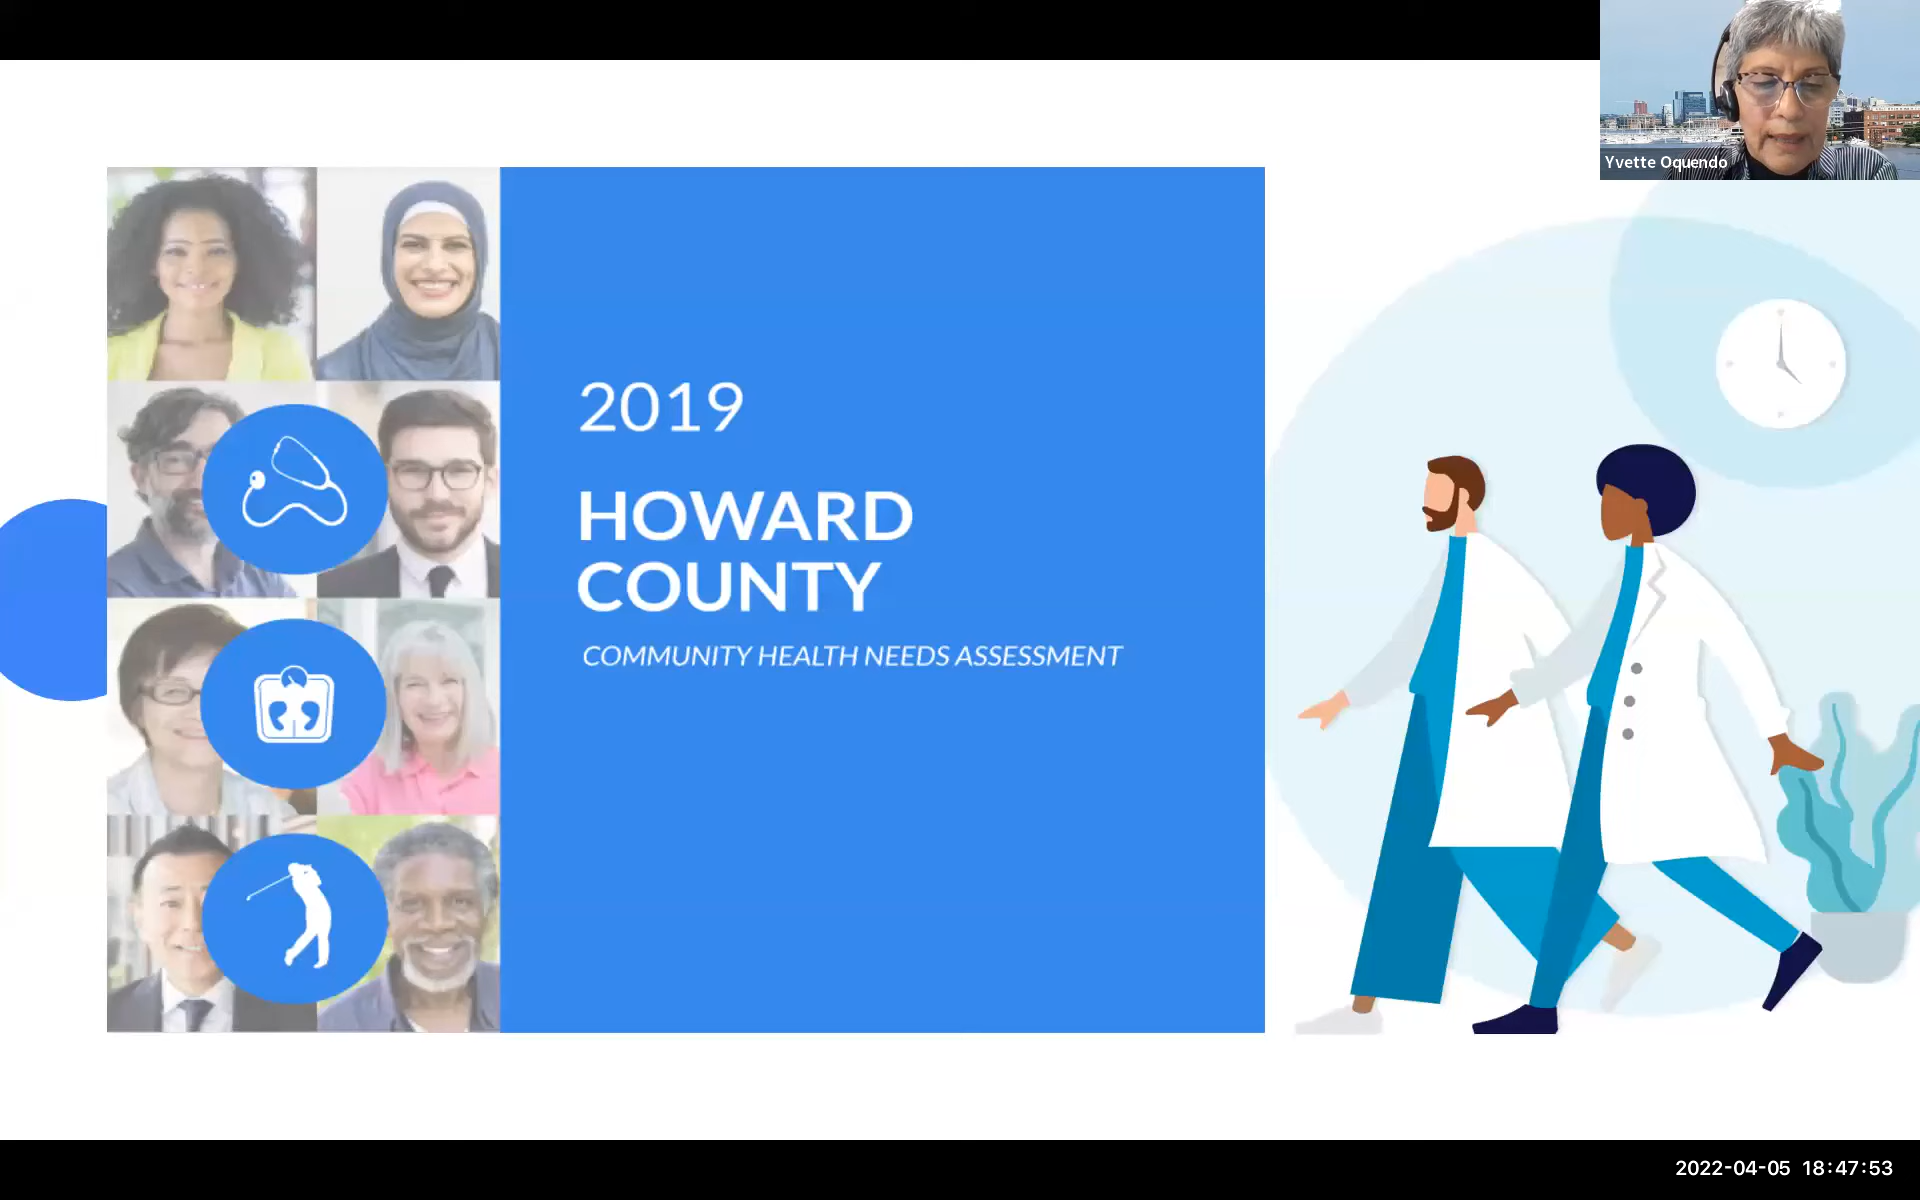 Yvette Oquendo
2019
HOWARD
COUNTY
COMMUNITY HEALTH NEEDS ASSESSMENT
2022-04-05 18:47:53